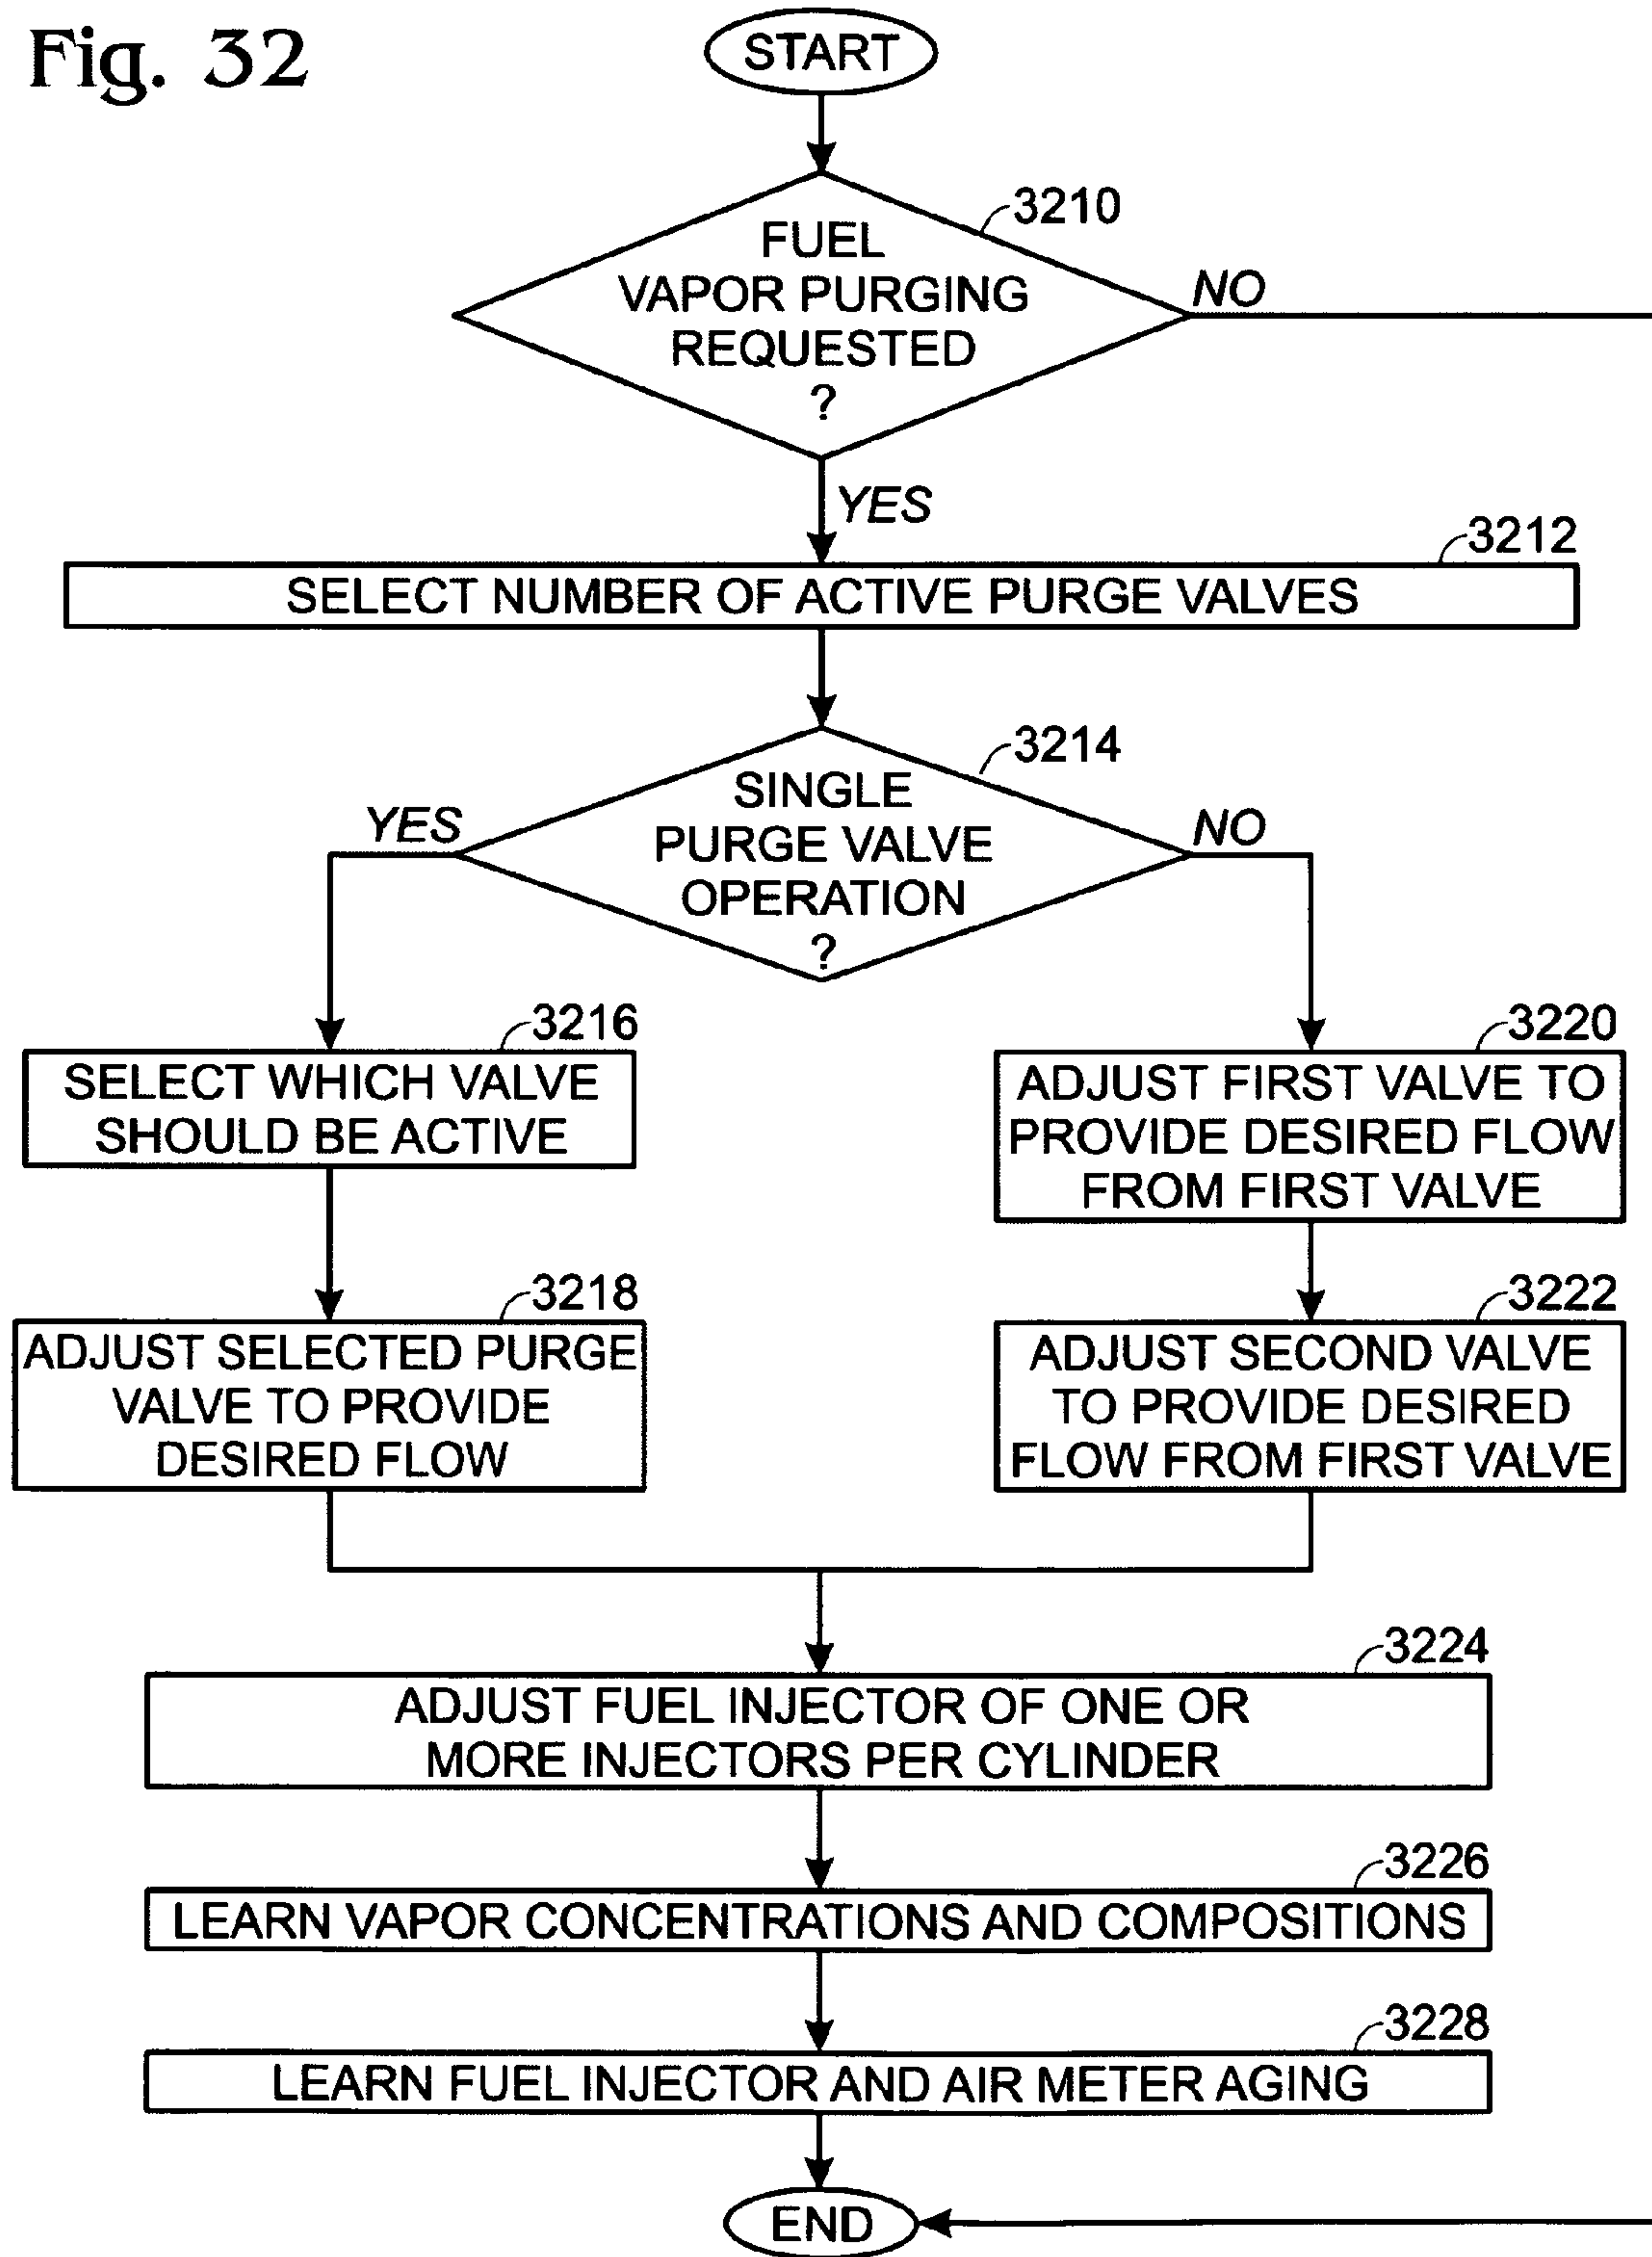 Fig. 32
START
3210
FUEL
VAPOR PURGING
REQUESTED
?
NO
YES
3212
SELECT NUMBER OF ACTIVE PURGE VALVES
3214
SINGLE
PURGE VALVE
OPERATION
?
YES
NO
3216
SELECT WHICH VALVE
SHOULD BE ACTIVE
3218
ADJUST SELECTED PURGE
VALVE TO PROVIDE
DESIRED FLOW
3220
ADJUST FIRST VALVE TO
PROVIDE DESIRED FLOW
FROM FIRST VALVE
3222
ADJUST SECOND VALVE
TO PROVIDE DESIRED
FLOW FROM FIRST VALVE
3224
ADJUST FUEL INJECTOR OF ONE OR
MORE INJECTORS PER CYLINDER
3226
LEARN VAPOR CONCENTRATIONS AND COMPOSITIONS
3228
LEARN FUEL INJECTOR AND AIR METER AGING
END